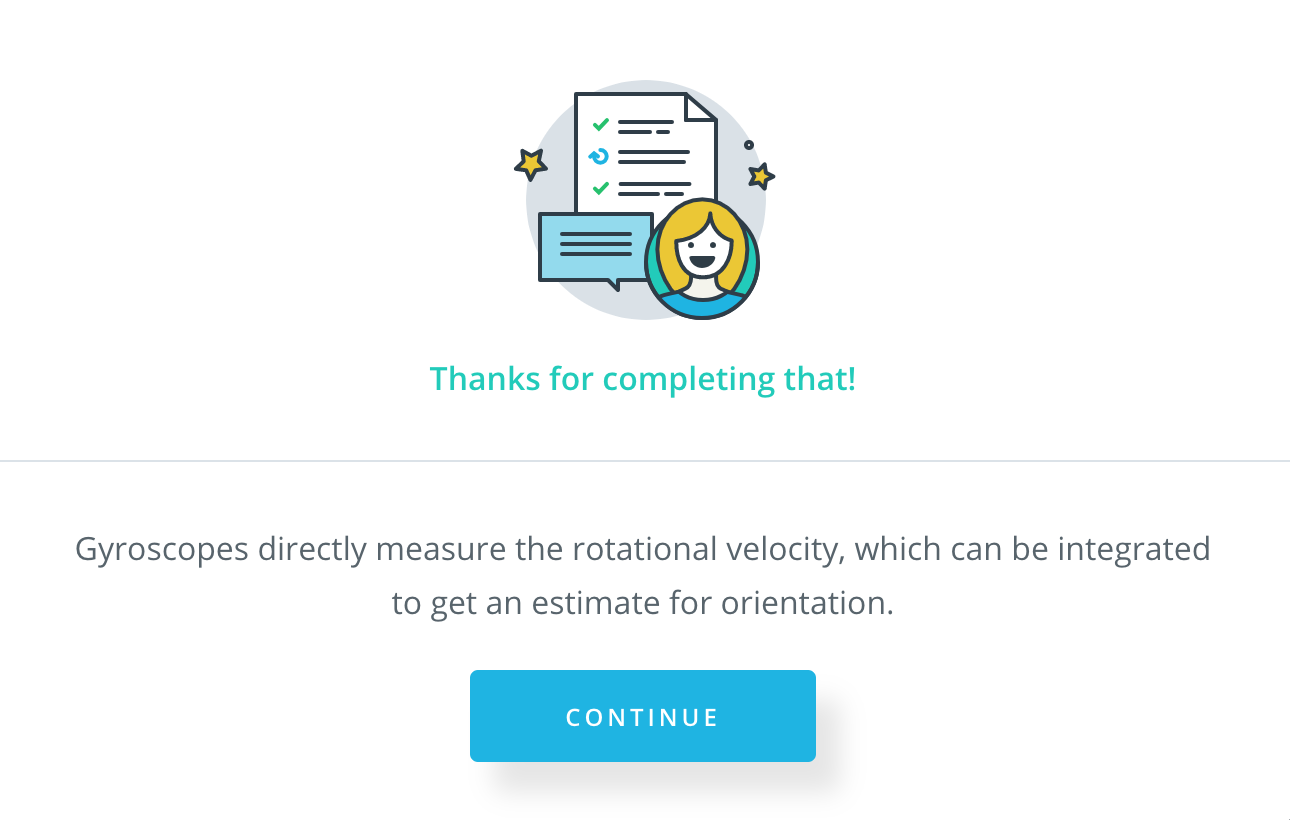 Thanks for completing that!
Gyroscopes directly measure the rotational velocity, which can be integrated
to get an estimate for orientation.
CONTINUE